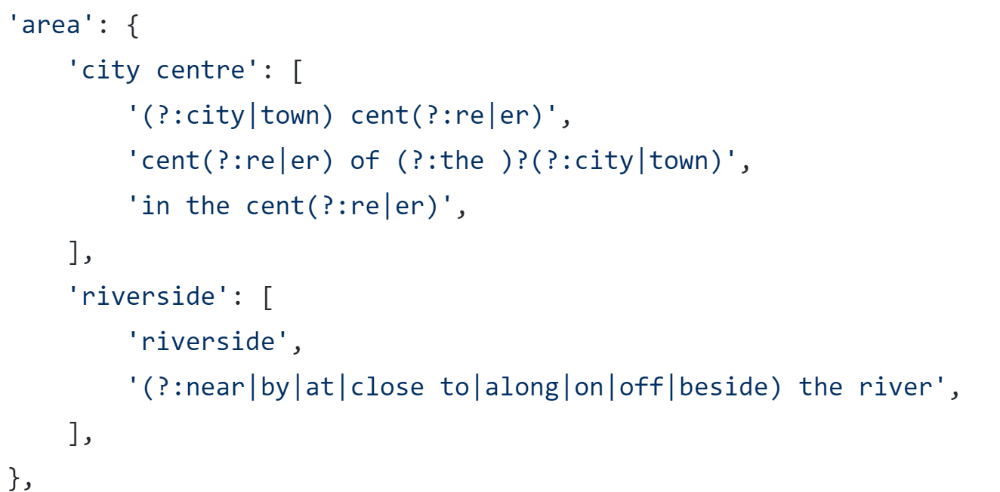 'area': {
    'city centre': [
        '(?:city|town) cent(?:re|er)',
        'cent(?:re|er) of (?:the )?(?:city|town)',
        'in the cent(?:re|er)',
    ],
    'riverside': [
        'riverside',
        '(?:near|by|at|close to|along|on|off|beside) the river',
    ],
},